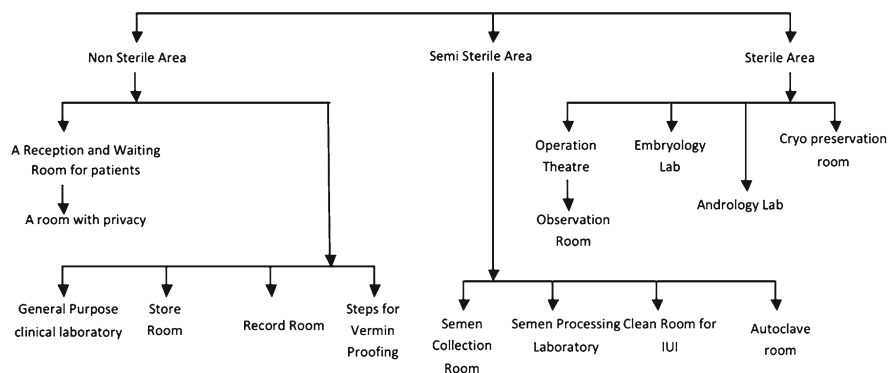 Non Sterile Area
Semi Sterile Area
Sterile Area
A Reception and Waiting
Room for patients
A room with privacy
Operation
Theatre
Observation
Room
Embryology
Lab
Andrology Lab
Cryo preservation
room
General Purpose
clinical laboratory
Store
Room
Record Room
Steps for
Vermin
Proofing
Semen
Collection
Room
Semen Processing
Laboratory
Clean Room for
IUI
Autoclave
room